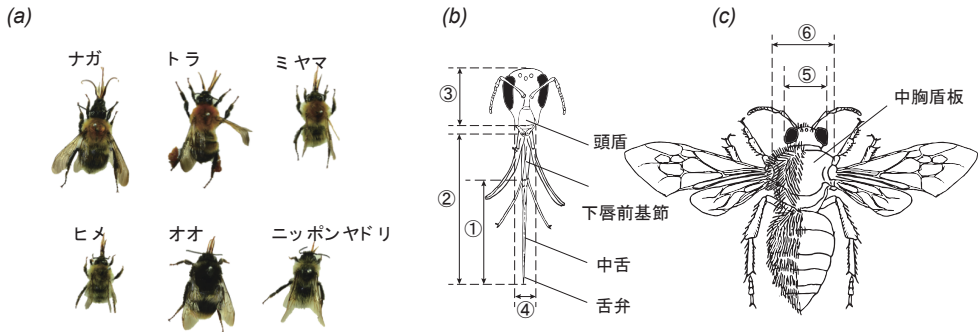 (a)
ナガ
トラ
ミヤマ
ヒメ
オオ
ニッポンヤドリ
(b)
③
頭盾
②
①
下唇前基節
中舌
舌弁
④
(c)
⑥
⑤
中胸盾板